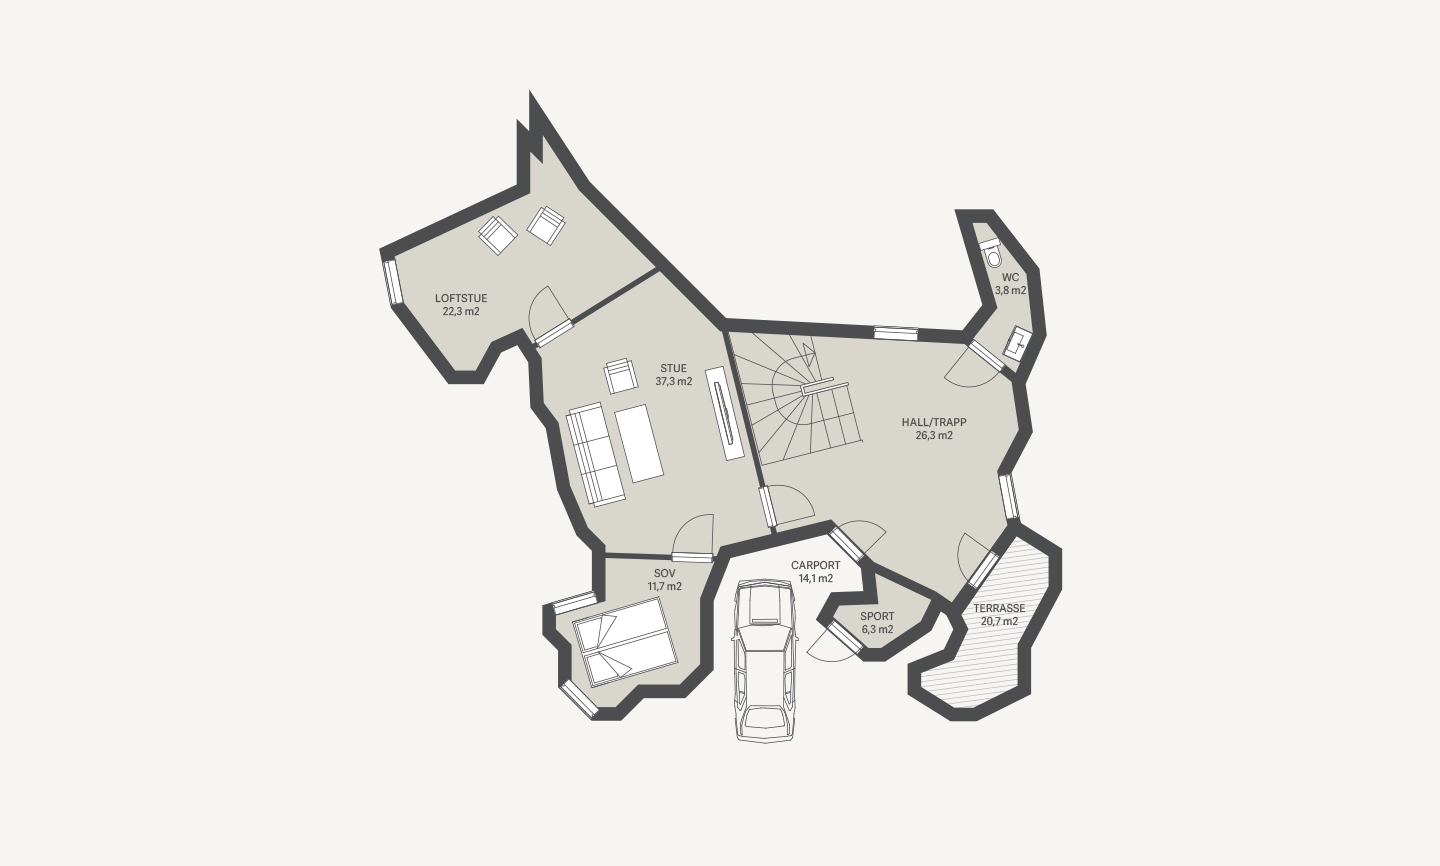 WC
3,8 m2
LOFTSTUE
22,3 m2
STUE
37,3 m2
HALL/TRAPP
26,3 m2
CARPORT
14,1 m2
SOV
11,7 m2
SPORT
6,3 m2
TERRASSE
20,7 m2